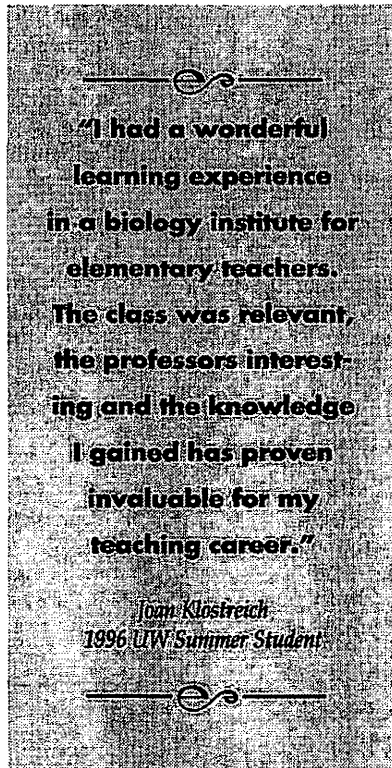 "I had a wonderful
learning experience
in a biology institute for
elementary teachers.
The class was relevant,
the professors interest-
ing and the knowledge
I gained has proven
invaluable for my
teaching career."
Joan Klostreich
1996 UW Summer Student